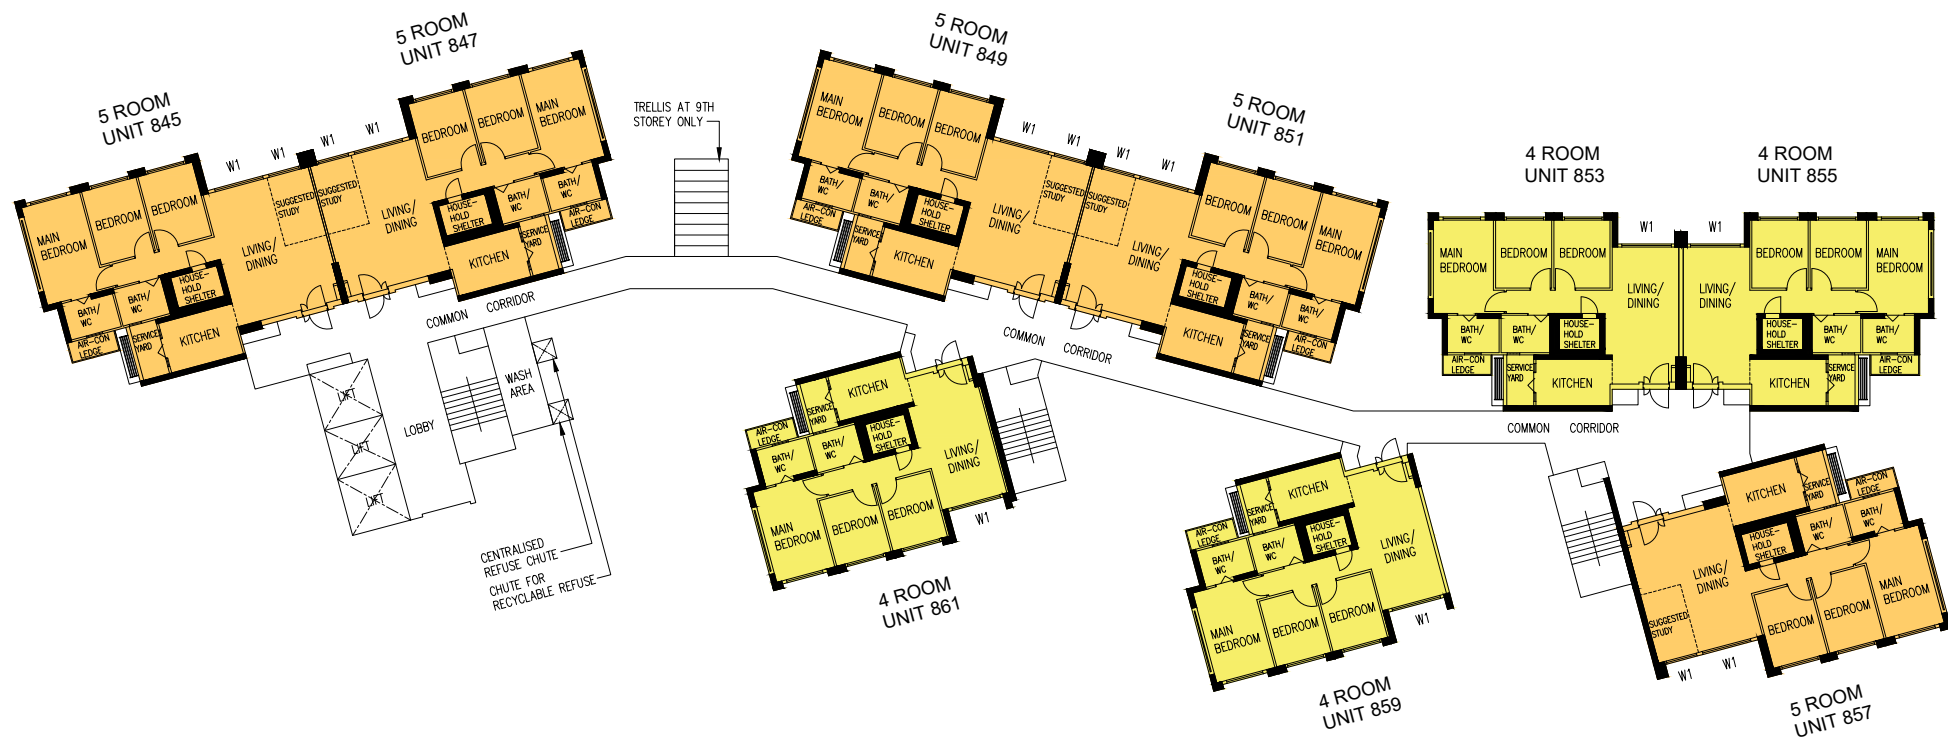 5 ROOM
UNIT 845
MAIN
BEDROOM
BEDROOM
BEDROOM
W1
W1
SUGGESTED
STUDY
LIVING/
DINING
HOUSE-
HOLD
SHELTER
BATH/
WC
BATH/
WC
AIR-CON
LEDGE
SERVICE
YARD
KITCHEN
5 ROOM
UNIT 847
W1
W1
BEDROOM
BEDROOM
MAIN
BEDROOM
SUGGESTED
STUDY
LIVING/
DINING
HOUSE-
HOLD
SHELTER
BATH/
WC
BATH/
WC
AIR-CON
LEDGE
SERVICE
YARD
KITCHEN
COMMON CORRIDOR
LIFT
LIFT
LIFT
LOBBY
WASH
AREA
CENTRALISED
REFUSE CHUTE
CHUTE FOR
RECYCLABLE REFUSE
TRELLIS AT 9TH
STOREY ONLY
5 ROOM
UNIT 849
MAIN
BEDROOM
BEDROOM
BEDROOM
W1
W1
SUGGESTED
STUDY
LIVING/
DINING
HOUSE-
HOLD
SHELTER
BATH/
WC
BATH/
WC
AIR-CON
LEDGE
SERVICE
YARD
KITCHEN
5 ROOM
UNIT 851
W1
W1
BEDROOM
BEDROOM
MAIN
BEDROOM
SUGGESTED
STUDY
LIVING/
DINING
HOUSE-
HOLD
SHELTER
BATH/
WC
BATH/
WC
AIR-CON
LEDGE
SERVICE
YARD
KITCHEN
COMMON CORRIDOR
4 ROOM
UNIT 853
MAIN
BEDROOM
BEDROOM
BEDROOM
W1
LIVING/
DINING
HOUSE-
HOLD
SHELTER
BATH/
WC
BATH/
WC
AIR-CON
LEDGE
SERVICE
YARD
KITCHEN
4 ROOM
UNIT 855
W1
BEDROOM
BEDROOM
MAIN
BEDROOM
LIVING/
DINING
HOUSE-
HOLD
SHELTER
BATH/
WC
BATH/
WC
AIR-CON
LEDGE
SERVICE
YARD
KITCHEN
COMMON CORRIDOR
KITCHEN
SERVICE
YARD
AIR-CON
LEDGE
BATH/
WC
BATH/
WC
HOUSE-
HOLD
SHELTER
LIVING/
DINING
MAIN
BEDROOM
BEDROOM
BEDROOM
W1
4 ROOM
UNIT 861
KITCHEN
SERVICE
YARD
AIR-CON
LEDGE
BATH/
WC
BATH/
WC
HOUSE-
HOLD
SHELTER
LIVING/
DINING
MAIN
BEDROOM
BEDROOM
BEDROOM
W1
4 ROOM
UNIT 859
KITCHEN
SERVICE
YARD
AIR-CON
LEDGE
BATH/
WC
BATH/
WC
HOUSE-
HOLD
SHELTER
LIVING/
DINING
SUGGESTED
STUDY
BEDROOM
BEDROOM
MAIN
BEDROOM
W1
W1
5 ROOM
UNIT 857